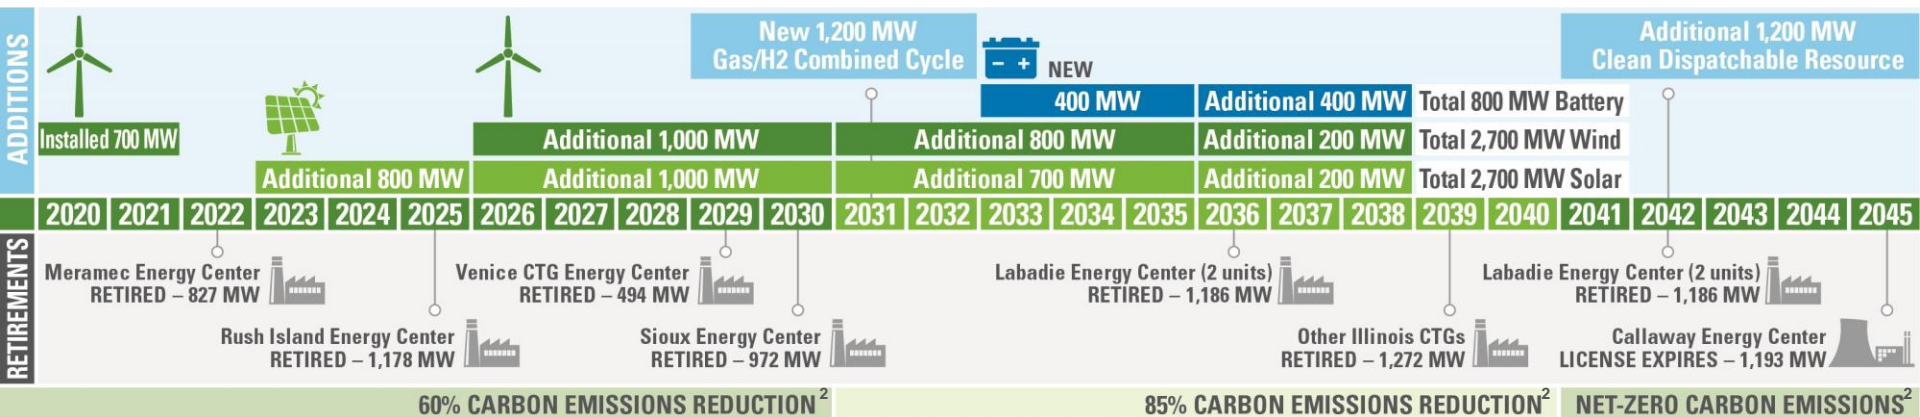 ADDITIONS
New 1,200 MW
Gas/H2 Combined Cycle
Additional 1,200 MW
Clean Dispatchable Resource
NEW
400 MW
Additional 400 MW
Total 800 MW Battery
Installed 700 MW
Additional 1,000 MW
Additional 800 MW
Additional 200 MW
Total 2,700 MW Wind
Additional 800 MW
Additional 1,000 MW
Additional 700 MW
Additional 200 MW
Total 2,700 MW Solar
2020 2021 2022 2023 2024 2025 2026 2027 2028 2029 2030 2031 2032 2033 2034 2035 2036 2037 2038 2039 2040 2041 2042 2043 2044 2045
RETIREMENTS
Meramec Energy Center
RETIRED – 827 MW
Venice CTG Energy Center
RETIRED – 494 MW
Labadie Energy Center (2 units)
RETIRED – 1,186 MW
Labadie Energy Center (2 units)
RETIRED – 1,186 MW
Rush Island Energy Center
RETIRED – 1,178 MW
Sioux Energy Center
RETIRED – 972 MW
Other Illinois CTGs
RETIRED – 1,272 MW
Callaway Energy Center
LICENSE EXPIRES – 1,193 MW
60% CARBON EMISSIONS REDUCTION²
85% CARBON EMISSIONS REDUCTION²
NET-ZERO CARBON EMISSIONS²